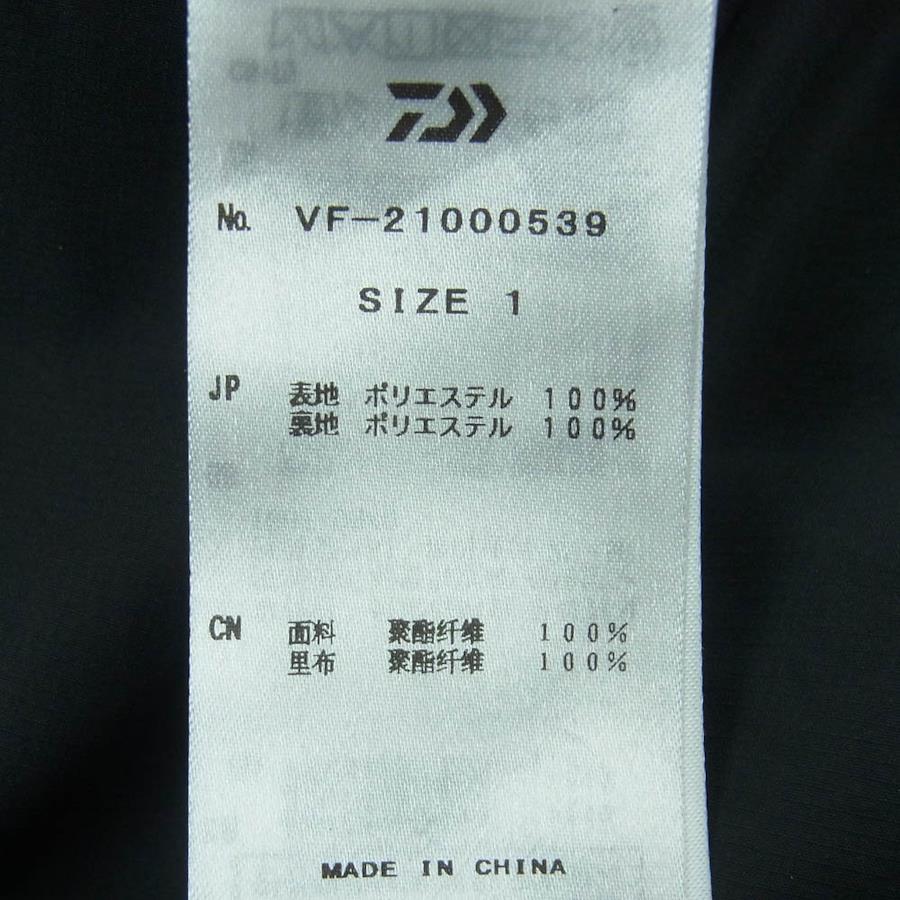 No. VF-21000539
SIZE 1
JP 表地 ポリエステル 100%
裏地 ポリエステル 100%
CN 面料 聚酯纤维 100%
里布 聚酯纤维 100%
MADE IN CHINA